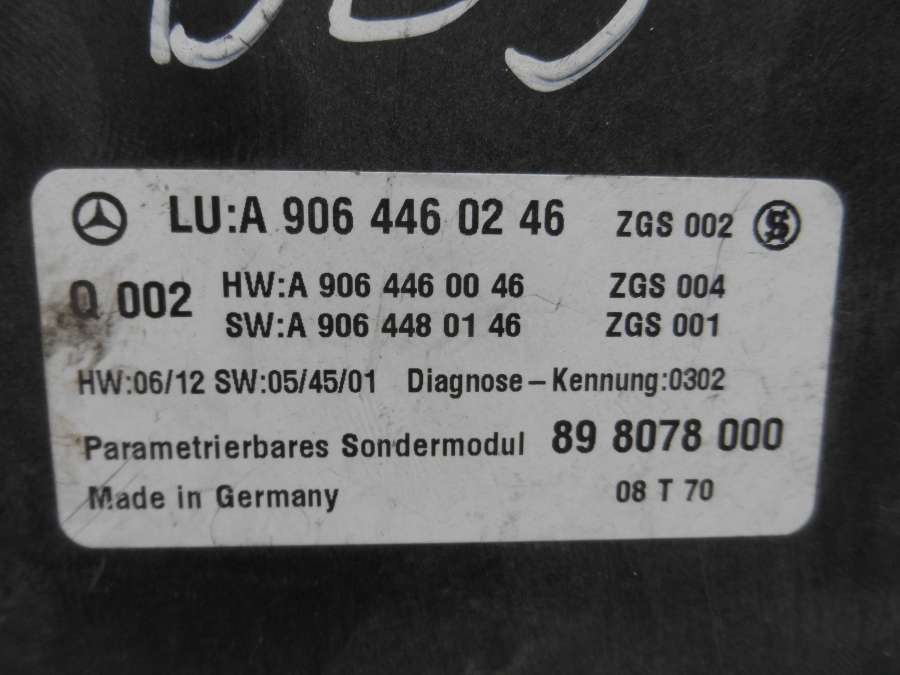 LU:A 906 446 02 46 ZGS 002
Q 002 HW:A 906 446 00 46 ZGS 004
SW:A 906 448 01 46 ZGS 001
HW:06/12 SW:05/45/01 Diagnose – Kennung:0302
Parametrierbares Sondermodul 89 8078 000
Made in Germany 08 T 70